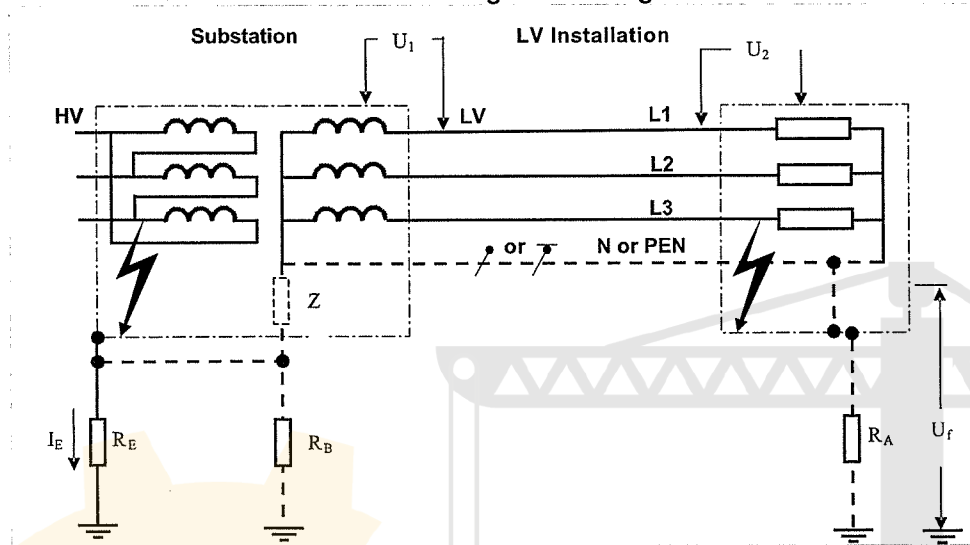 Substation
U1
LV Installation
U2
HV
LV
L1
L2
L3
or
N or PEN
Z
IE
RE
RB
RA
Uf